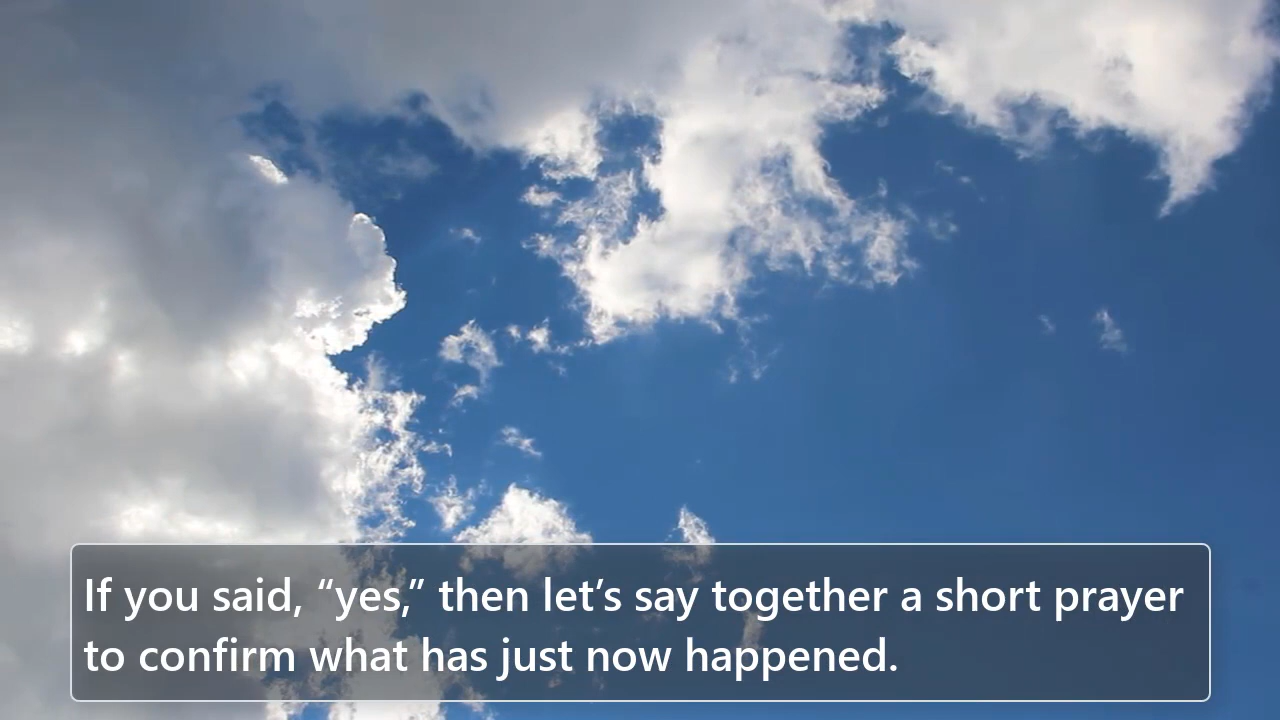 If you said, “yes,” then let’s say together a short prayer
to confirm what has just now happened.